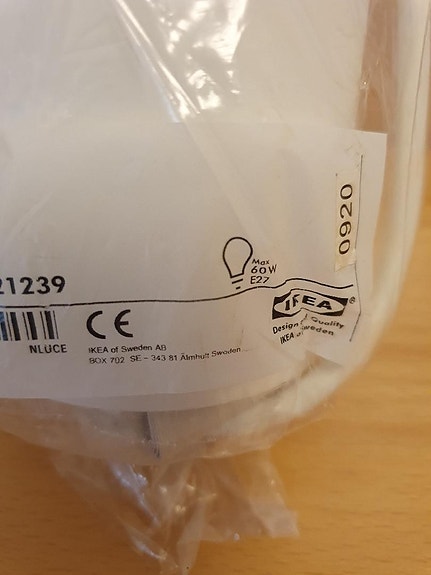 0920
Max
60W
E27
21239
IKEA®
Design and Quality
IKEA of Sweden
NLUCE
CE
IKEA of Sweden AB
BOX 702 SE - 343 81 Älmhult Sweden